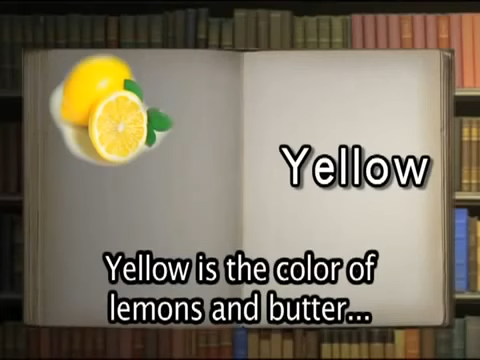 Yellow
Yellow is the color of
lemons and butter...